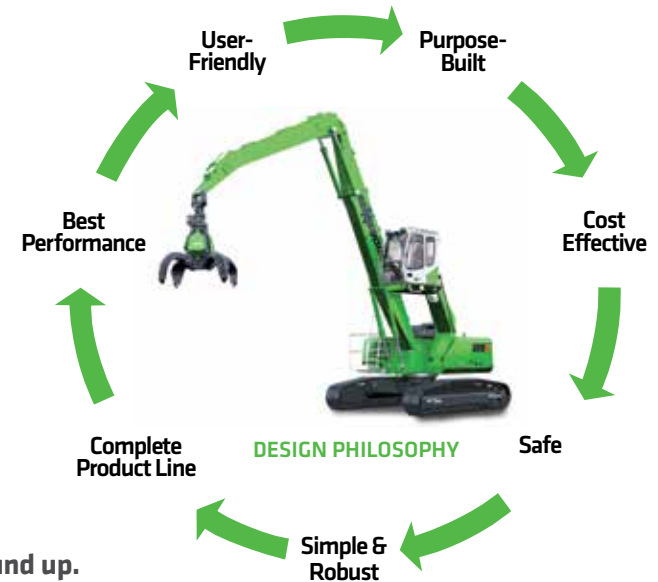 User-
Friendly
Purpose-
Built
Cost
Effective
Safe
Simple &
Robust
Complete
Product Line
Best
Performance
DESIGN PHILOSOPHY
und up.